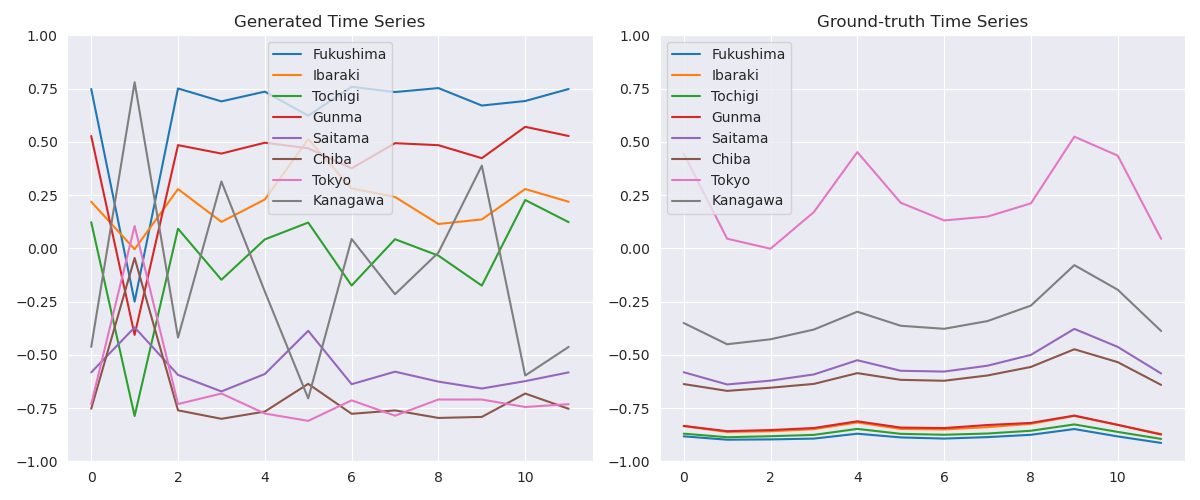 Generated Time Series
1.00
0.75
0.50
0.25
0.00
−0.25
−0.50
−0.75
−1.00
0 2 4 6 8 10
Fukushima
Ibaraki
Tochigi
Gunma
Saitama
Chiba
Tokyo
Kanagawa
Ground-truth Time Series
1.00
0.75
0.50
0.25
0.00
−0.25
−0.50
−0.75
−1.00
0 2 4 6 8 10
Fukushima
Ibaraki
Tochigi
Gunma
Saitama
Chiba
Tokyo
Kanagawa